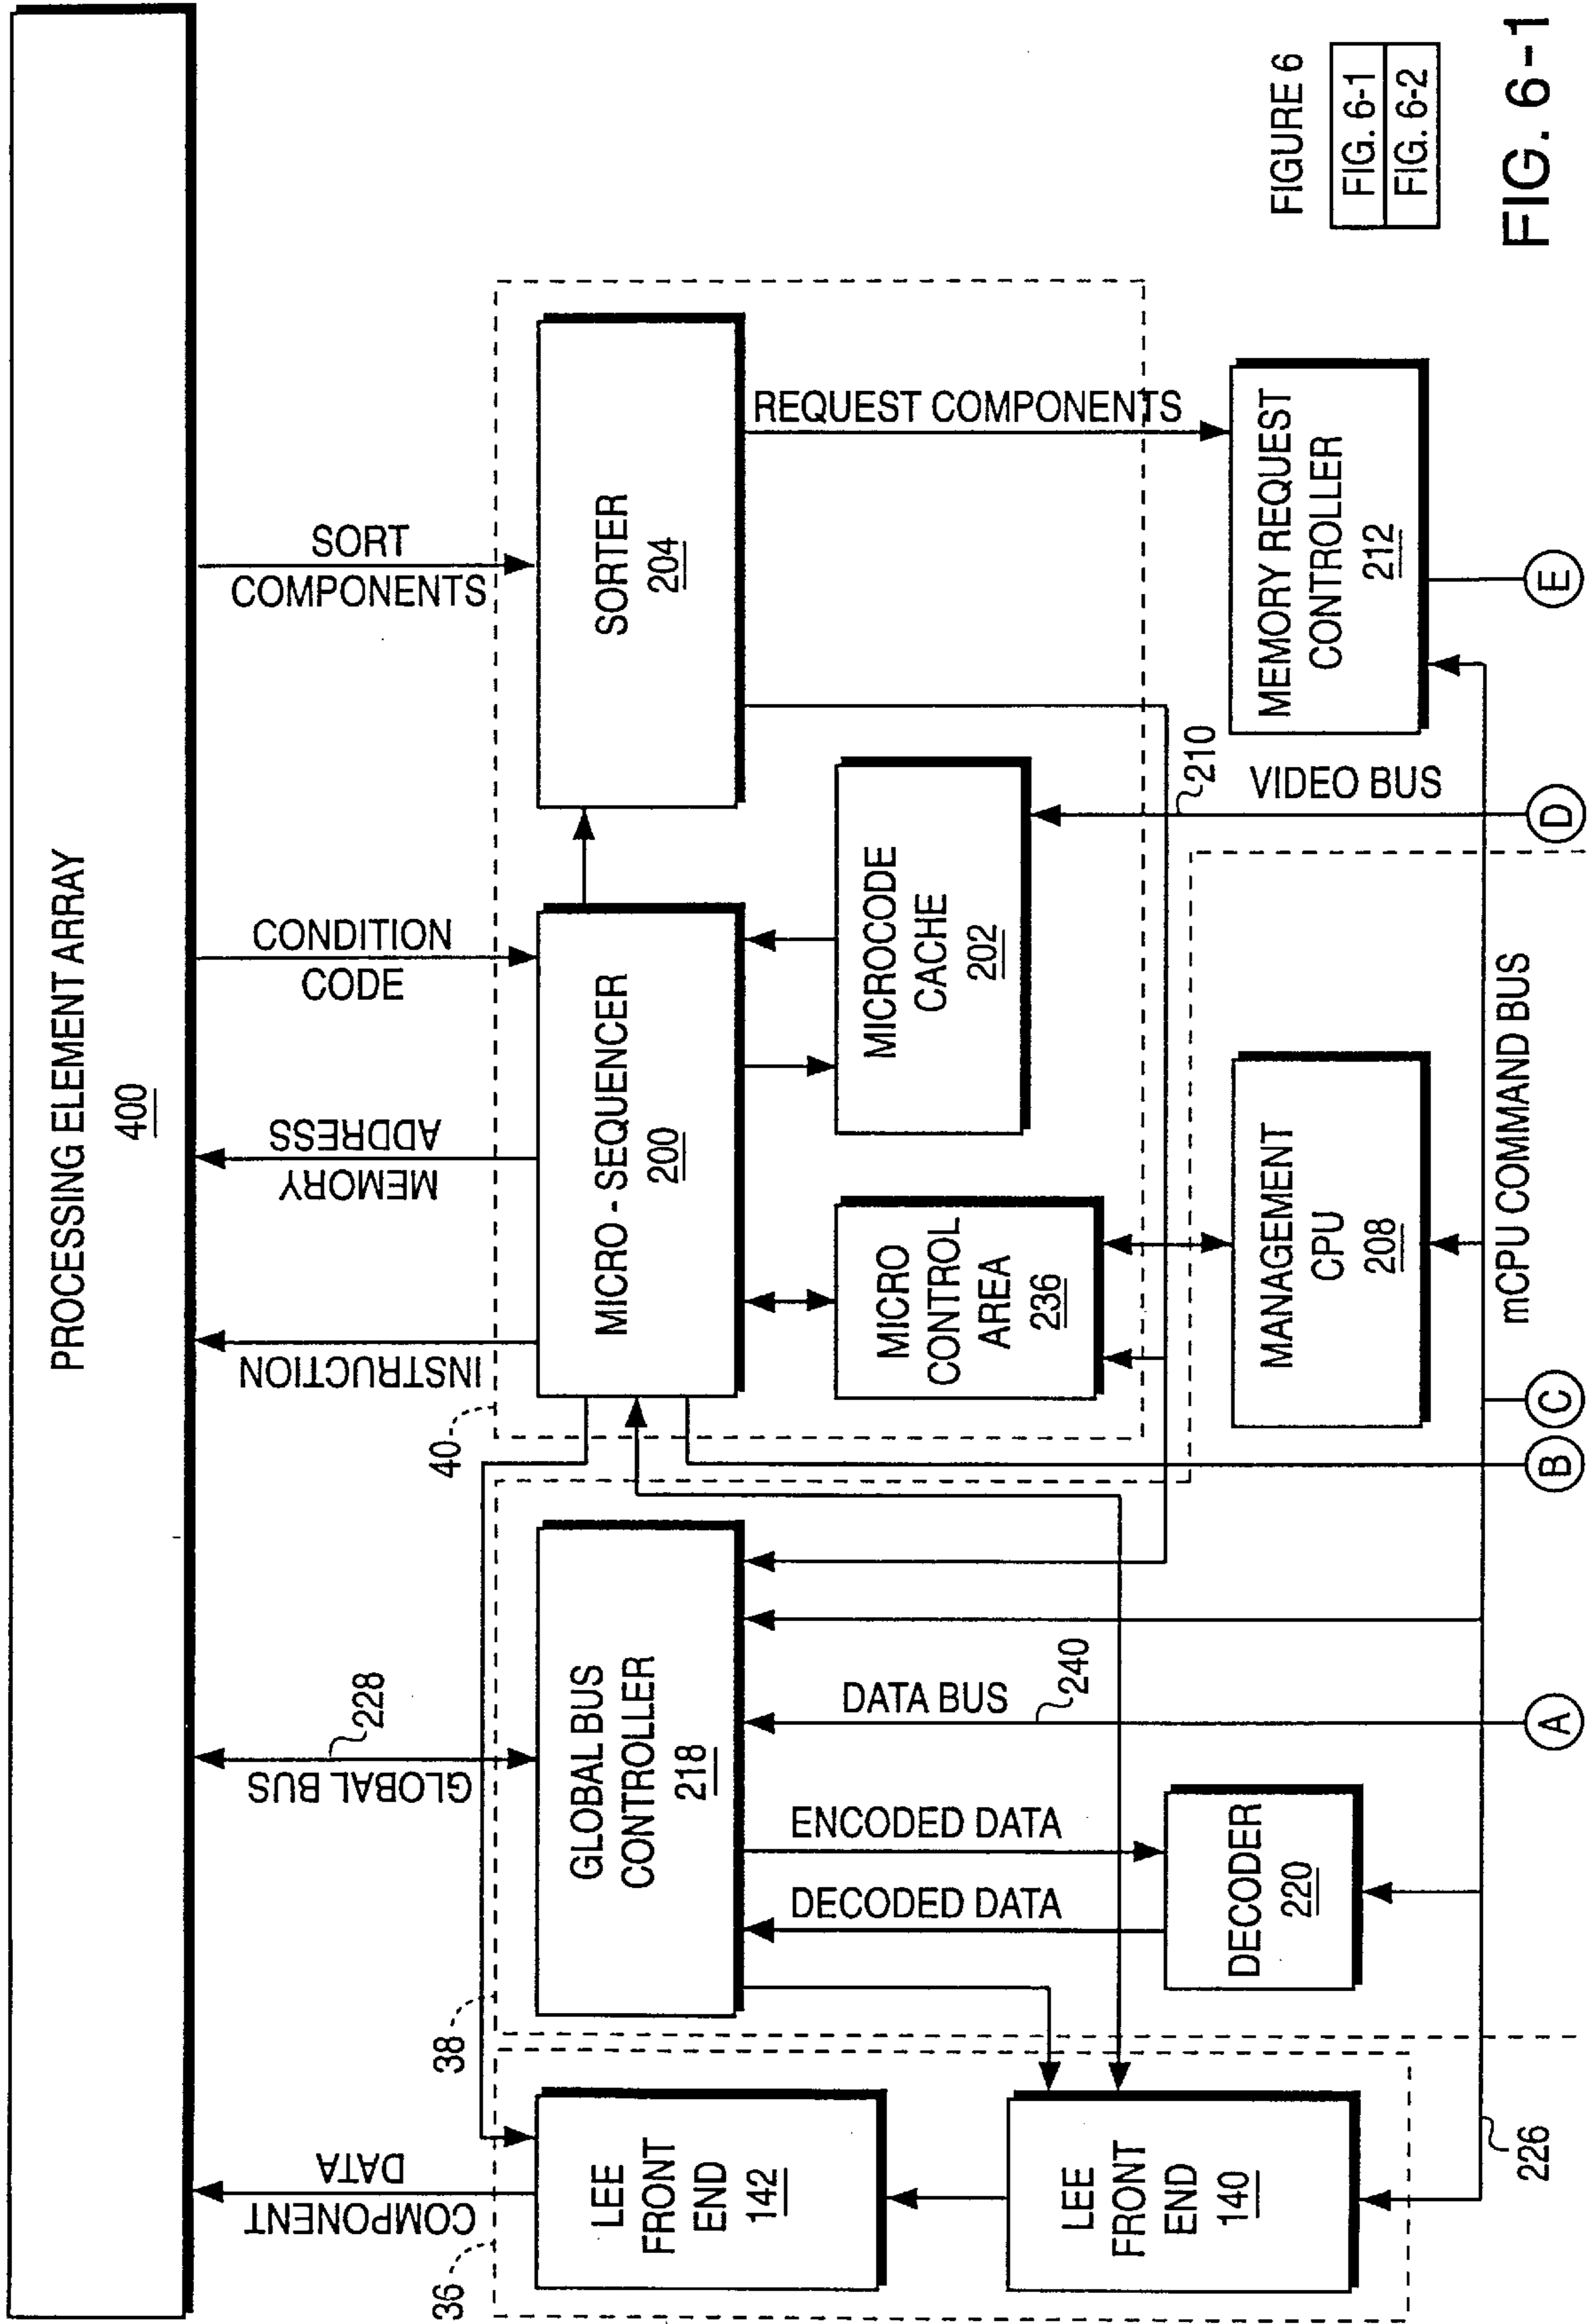 PROCESSING ELEMENT ARRAY
400
DATA
COMPONENT
GLOBAL BUS
228
INSTRUCTION
MEMORY
ADDRESS
CONDITION
CODE
SORT
COMPONENTS
36
38
40
LEE
FRONT
END
142
GLOBAL BUS
CONTROLLER
218
MICRO - SEQUENCER
200
SORTER
204
LEE
FRONT
END
140
DECODED DATA
ENCODED DATA
DATA BUS
240
MICRO
CONTROL
AREA
236
MICROCODE
CACHE
202
REQUEST COMPONENTS
DECODER
220
MANAGEMENT
CPU
208
210
VIDEO BUS
MEMORY REQUEST
CONTROLLER
212
226
mCPU COMMAND BUS
A
B
C
D
E
FIGURE 6
FIG. 6-1
FIG. 6-2
FIG. 6-1